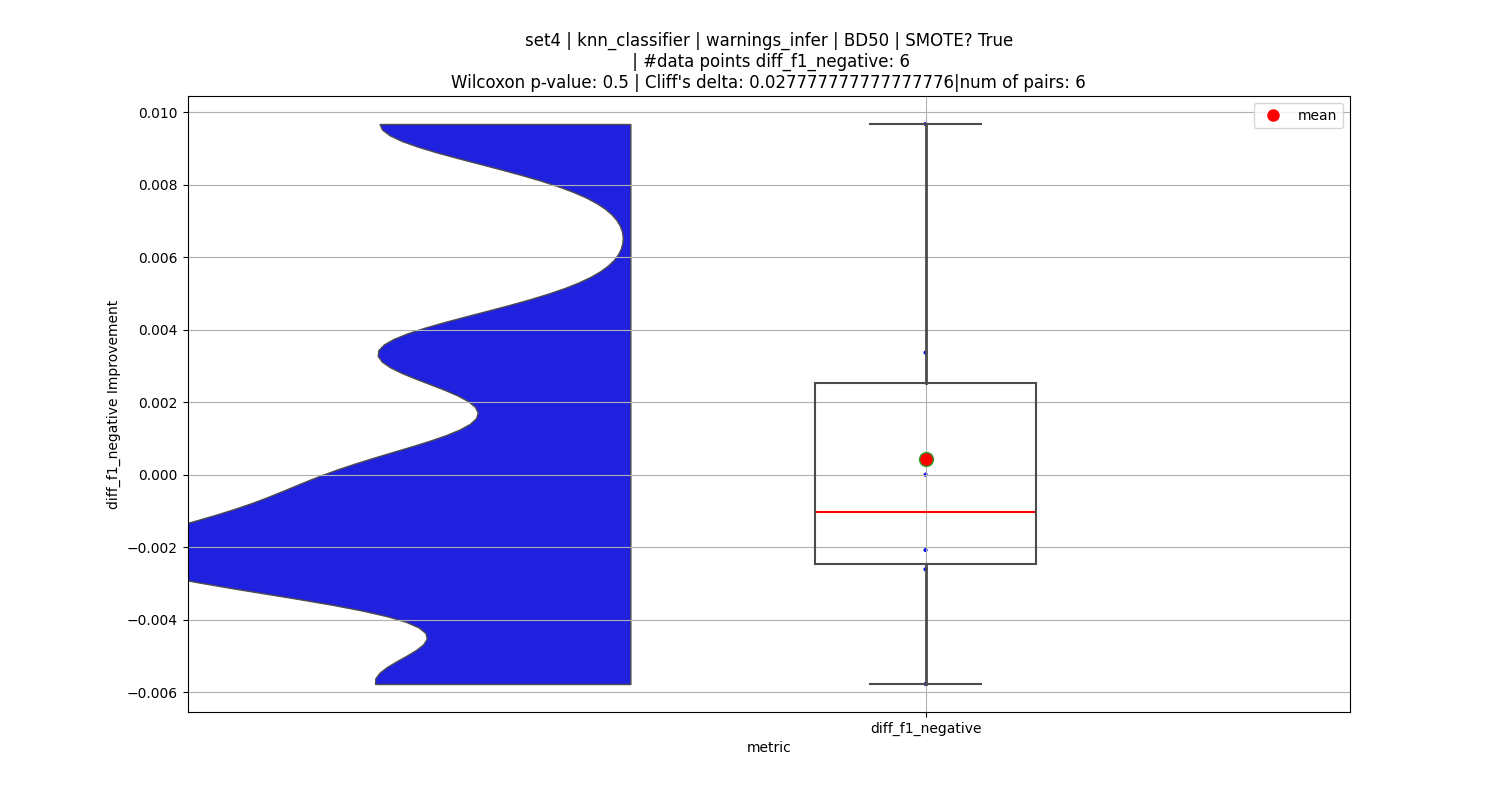 set4 | knn_classifier | warnings_infer | BD50 | SMOTE? True
| #data points diff_f1_negative: 6
Wilcoxon p-value: 0.5 | Cliff's delta: 0.027777777777777776|num of pairs: 6
mean
0.010
0.008
0.006
0.004
0.002
0.000
−0.002
−0.004
−0.006
diff_f1_negative Improvement
diff_f1_negative
metric